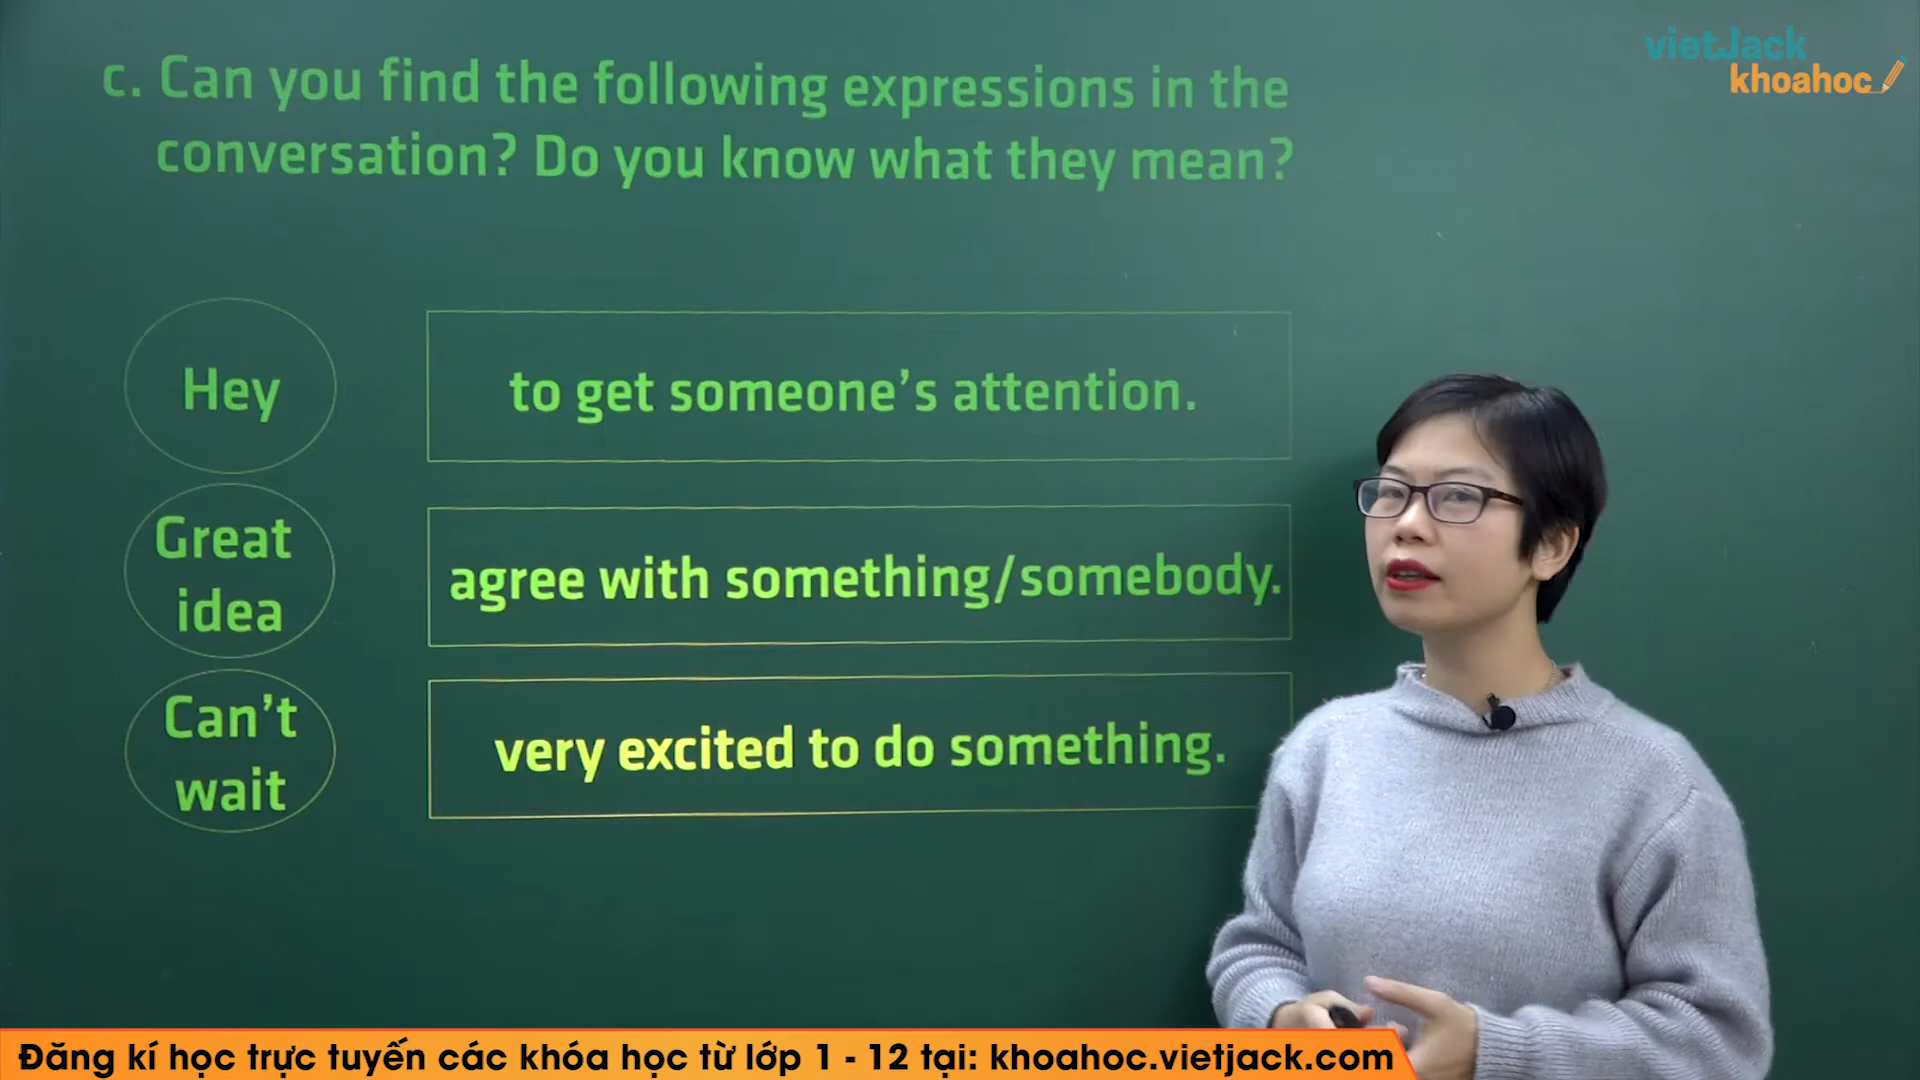 vietJack
khoahoc
c. Can you find the following expressions in the
conversation? Do you know what they mean?
Hey
to get someone’s attention.
Great
idea
agree with something/somebody.
Can’t
wait
very excited to do something.
Đăng kí học trực tuyến các khóa học từ lớp 1 - 12 tại: khoahoc.vietjack.com